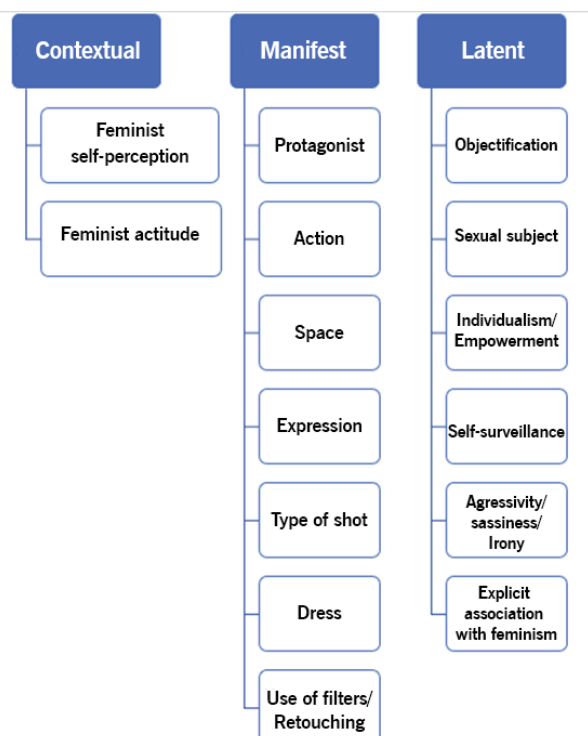 Contextual
Feminist
self-perception
Feminist actitude
Manifest
Protagonist
Action
Space
Expression
Type of shot
Dress
Use of filters/
Retouching
Latent
Objectification
Sexual subject
Individualism/
Empowerment
Self-surveillance
Agressivity/
sassiness/
Irony
Explicit
association
with feminism